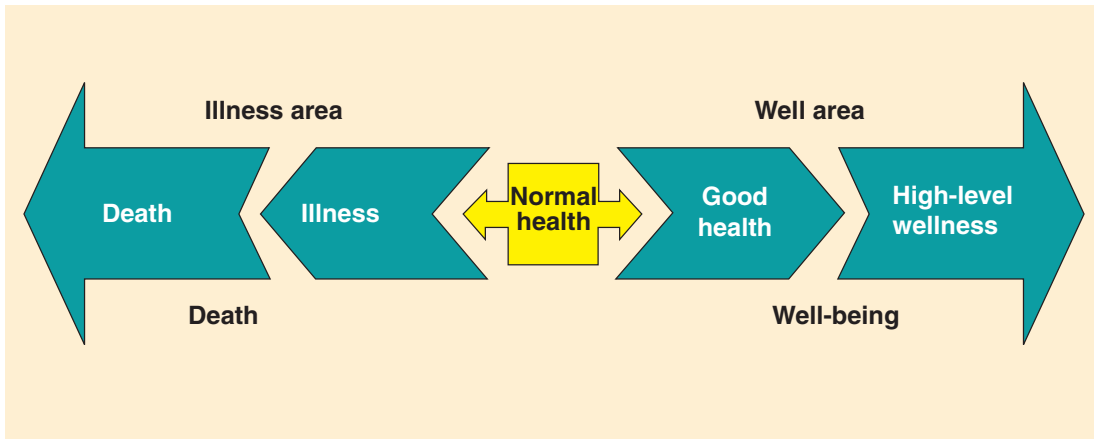 Illness area
Well area
Death
Illness
Normal
health
Good
health
High-level
wellness
Death
Well-being